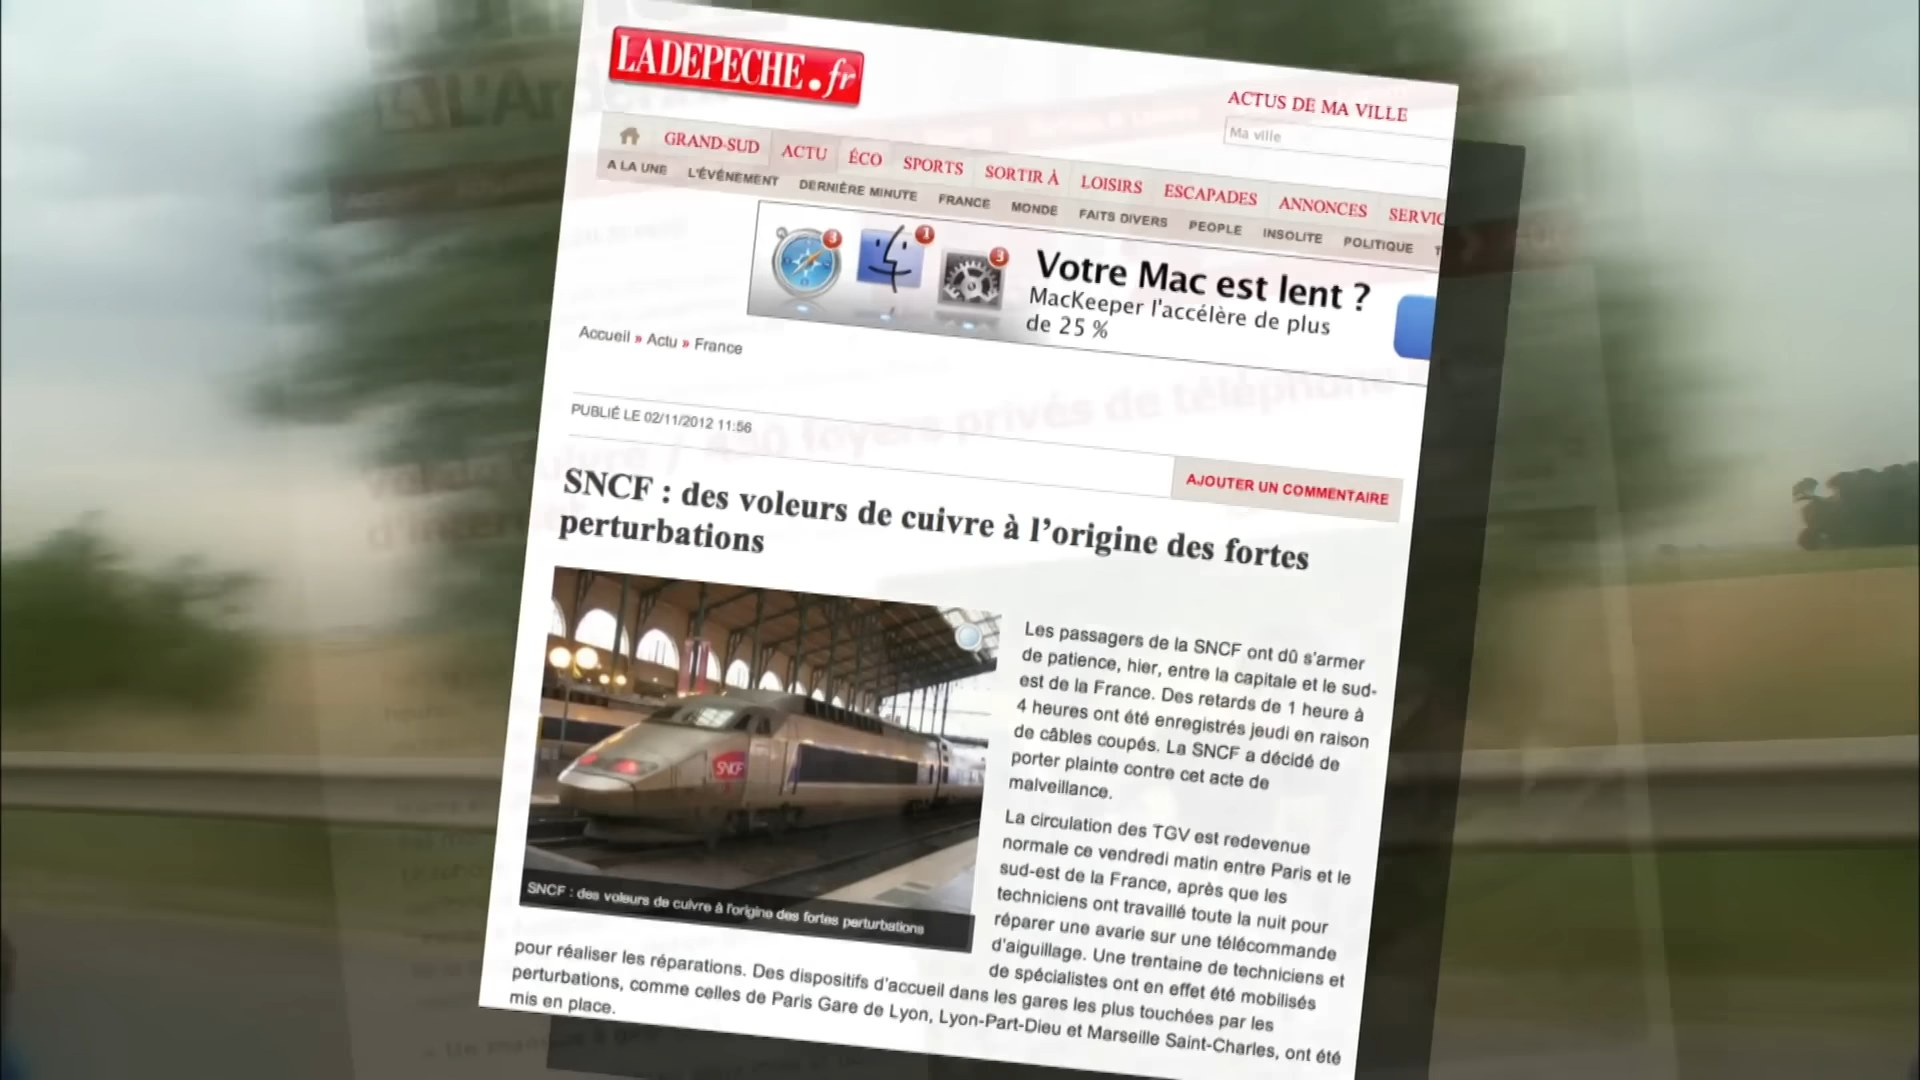 LADEPECHE.fr
ACTUS DE MA VILLE
Ma ville
GRAND-SUD ACTU ÉCO SPORTS SORTIR À LOISIRS ESCAPADES ANNONCES
A LA UNE L'ÉVÉNEMENT DERNIÈRE MINUTE FRANCE MONDE FAITS DIVERS PEOPLE INSOLITE POLITIQUE
3 1 3
Votre Mac est lent ?
MacKeeper l'accélère de plus
de 25 %
Accueil » Actu » France
PUBLIÉ LE 02/11/2012 11:56
AJOUTER UN COMMENTAIRE
SNCF : des voleurs de cuivre à l'origine des fortes
perturbations
SNCF
SNCF : des voleurs de cuivre à l'origine des fortes perturbations
Les passagers de la SNCF ont dû s'armer
de patience, hier, entre la capitale et le sud-
est de la France. Des retards de 1 heure à
4 heures ont été enregistrés jeudi en raison
de câbles coupés. La SNCF a décidé de
porter plainte contre cet acte de
malveillance.
La circulation des TGV est redevenue
normale ce vendredi matin entre Paris et le
sud-est de la France, après que les
techniciens ont travaillé toute la nuit pour
réparer une avarie sur une télécommande
d'aiguillage. Une trentaine de techniciens et
de spécialistes ont en effet été mobilisés
pour réaliser les réparations. Des dispositifs d'accueil dans les gares les plus touchées par les
perturbations, comme celles de Paris Gare de Lyon, Lyon-Part-Dieu et Marseille Saint-Charles, ont été
mis en place.